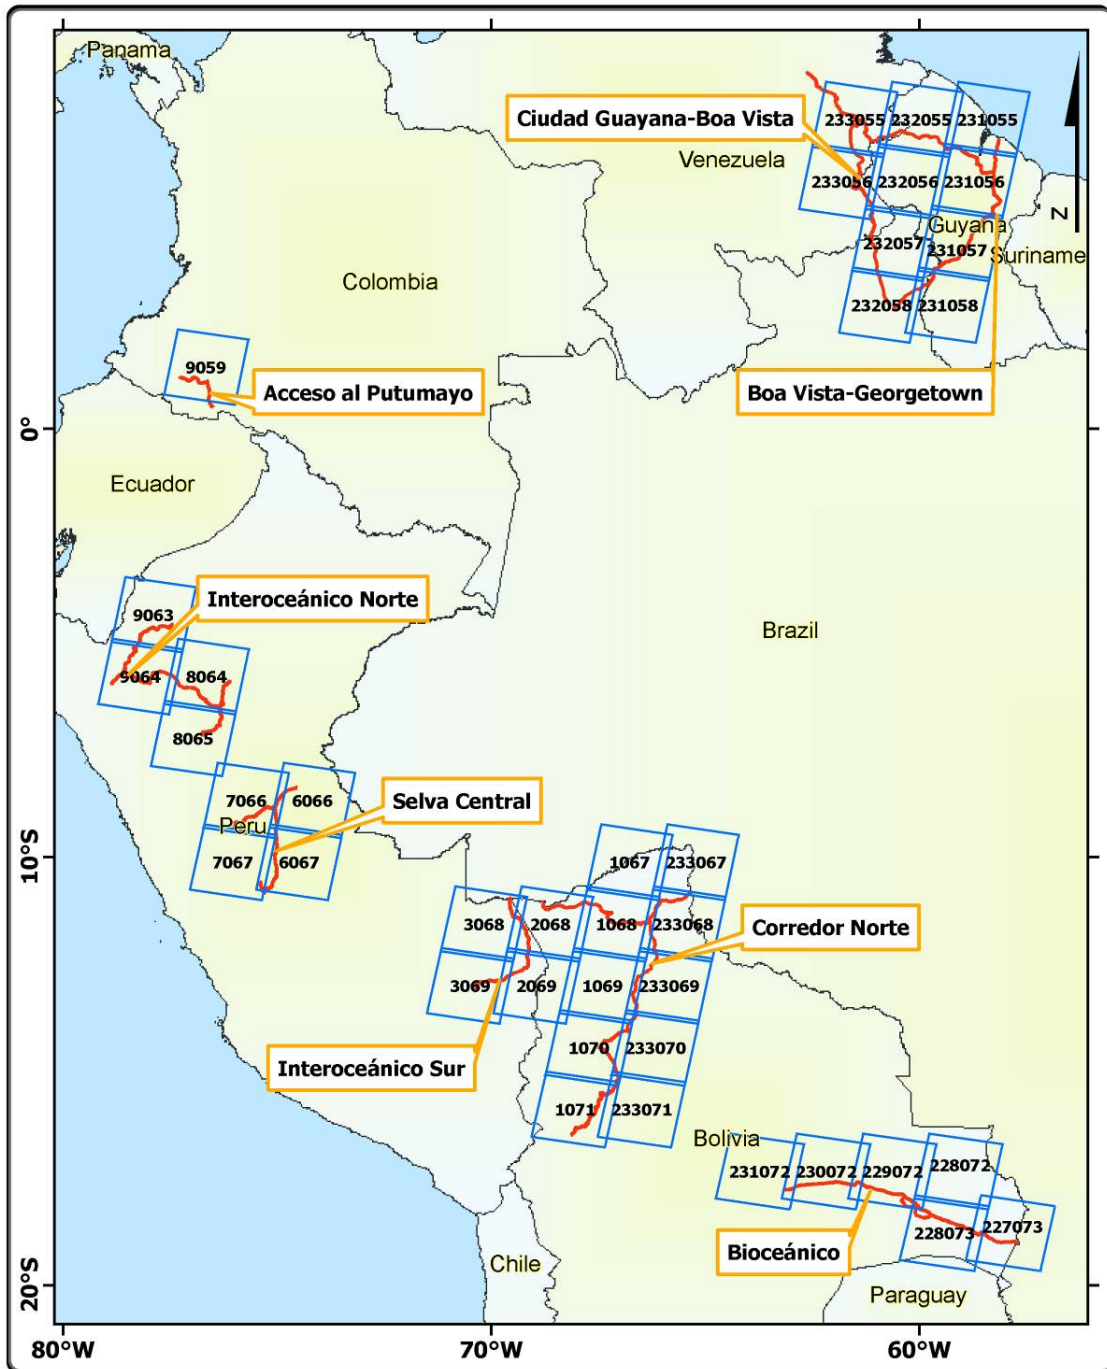 Panama
Ciudad Guayana-Boa Vista
233055
232055
231055
Venezuela
233056
232056
231056
N
Guyana
232057
231057
Suriname
Colombia
232058
231058
9059
Acceso al Putumayo
Boa Vista-Georgetown
0°
Ecuador
Interoceánico Norte
9063
Brazil
9064
8064
8065
7066
6066
Selva Central
Peru
10°S
7067
6067
1067
233067
3068
2068
1068
233068
Corredor Norte
3069
2069
1069
233069
1070
233070
Interoceánico Sur
1071
233071
Bolivia
231072
230072
229072
228072
228073
227073
Bioceánico
Chile
Paraguay
20°S
80°W
70°W
60°W